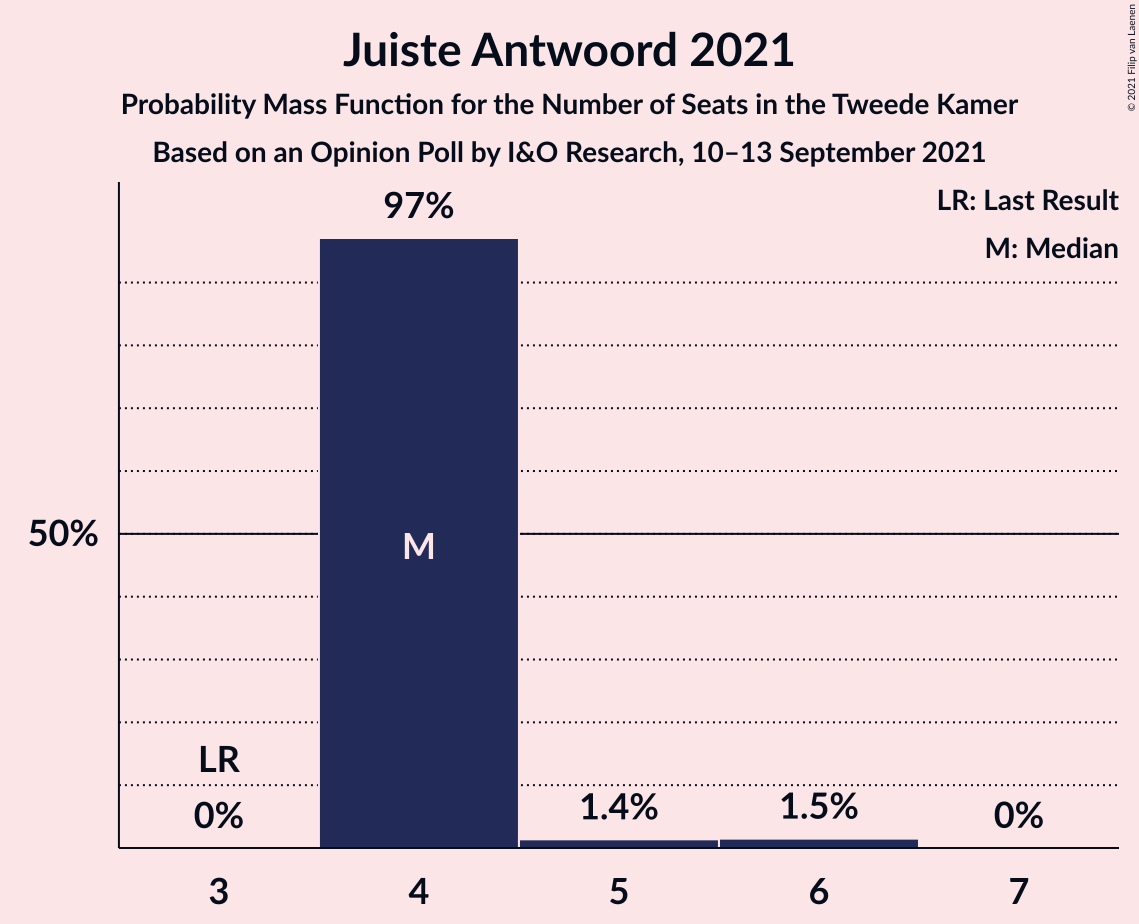 Juiste Antwoord 2021
Probability Mass Function for the Number of Seats in the Tweede Kamer
Based on an Opinion Poll by I&O Research, 10–13 September 2021
© 2021 Filip van Laenen
LR: Last Result
M: Median
97%
50%
M
LR
0%
1.4%
1.5%
0%
3
4
5
6
7